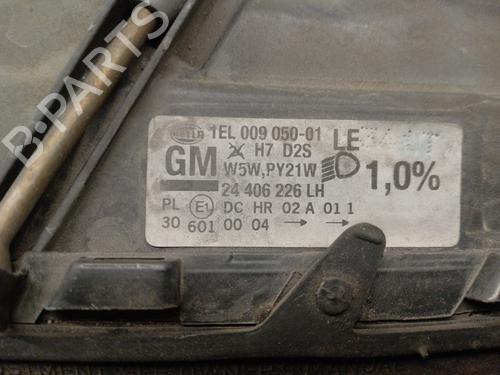 HELLA
1EL 009 050-01 LE
GM
H7 D2S
W5W,PY21W
24 406 226 LH
1,0%
PL E1 DC HR 02 A 01 1
30 601 00 04 → →